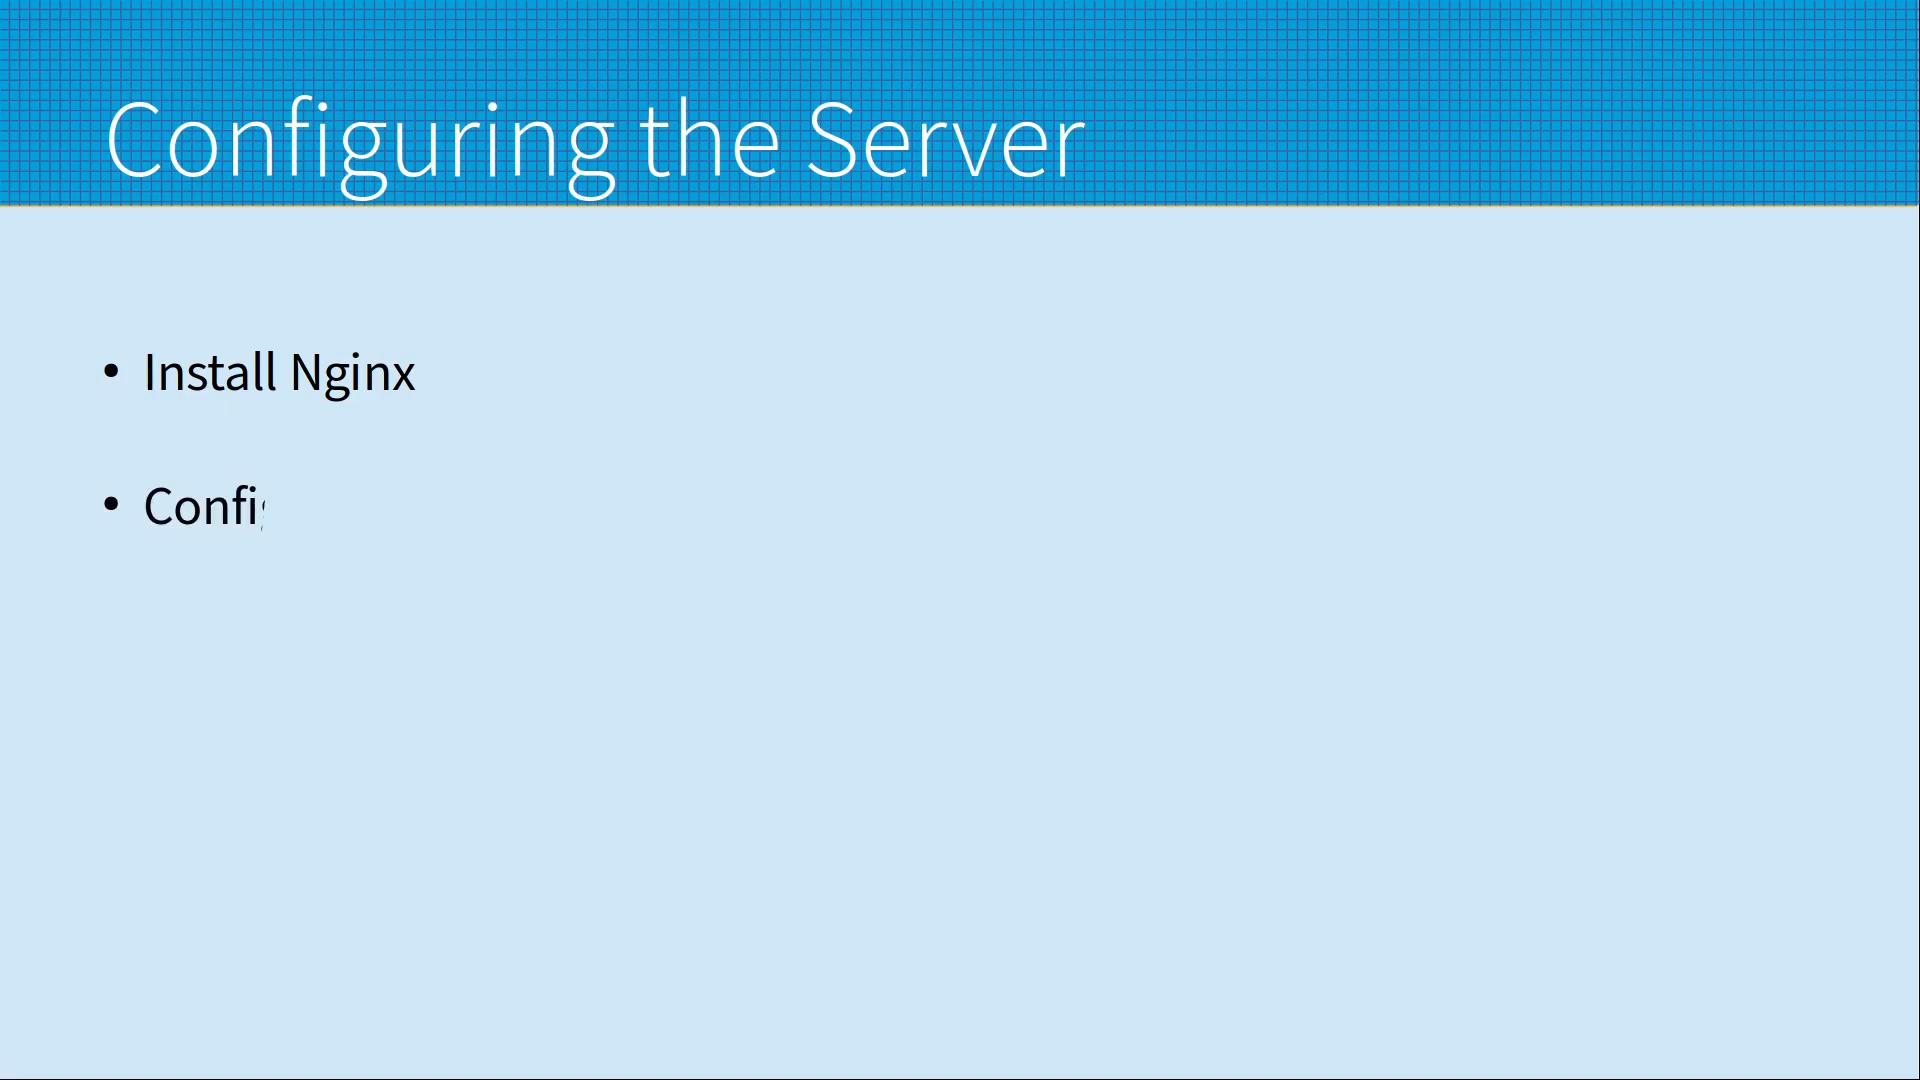 Configuring the Server
• Install Nginx
• Confi